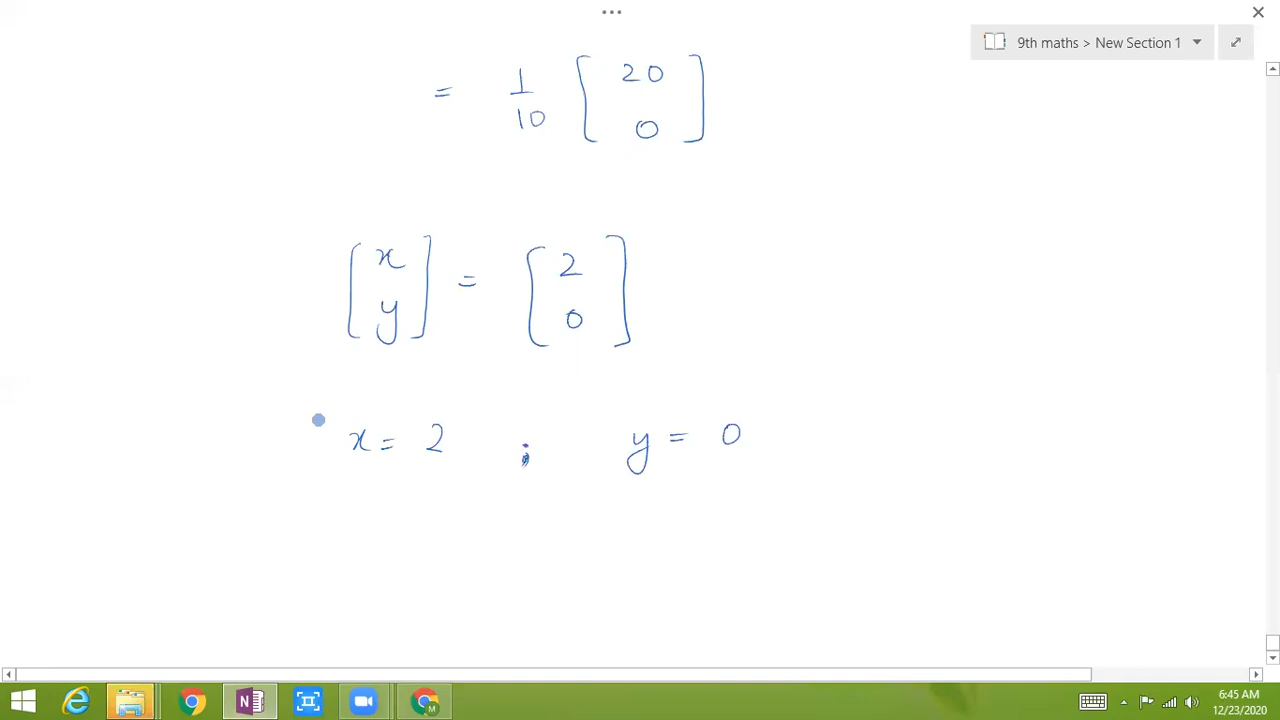 9th maths > New Section 1
= 1/10 [20
0]
[x
y] = [2
0]
x = 2 ; y = 0
6:45 AM
12/23/2020